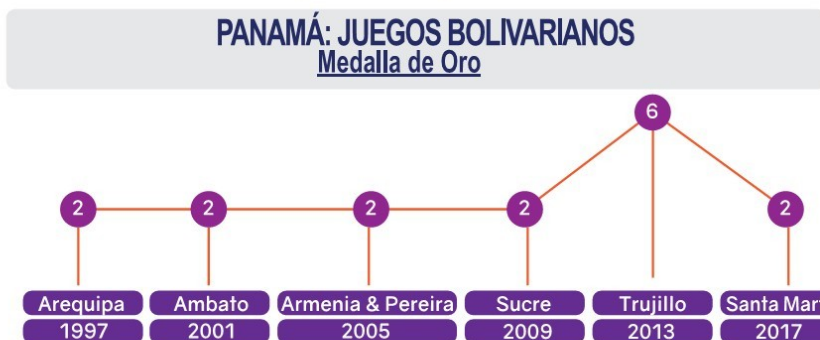 PANAMÁ: JUEGOS BOLIVARIANOS
Medalla de Oro
6
2 2 2 2 2
Arequipa Ambato Armenia & Pereira Sucre Trujillo Santa
1997 2001 2005 2009 2013 2017